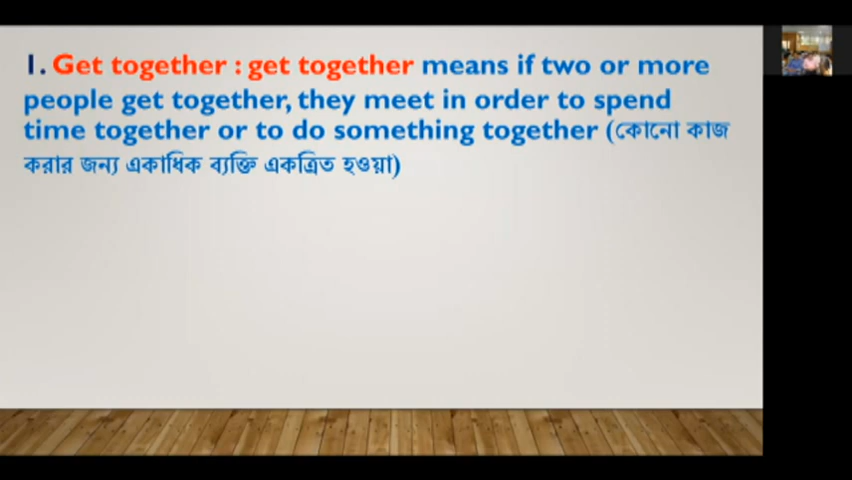 1. Get together : get together means if two or more
people get together, they meet in order to spend
time together or to do something together (কোনো কাজ
করার জন্য একাধিক ব্যক্তি একত্রিত হওয়া)